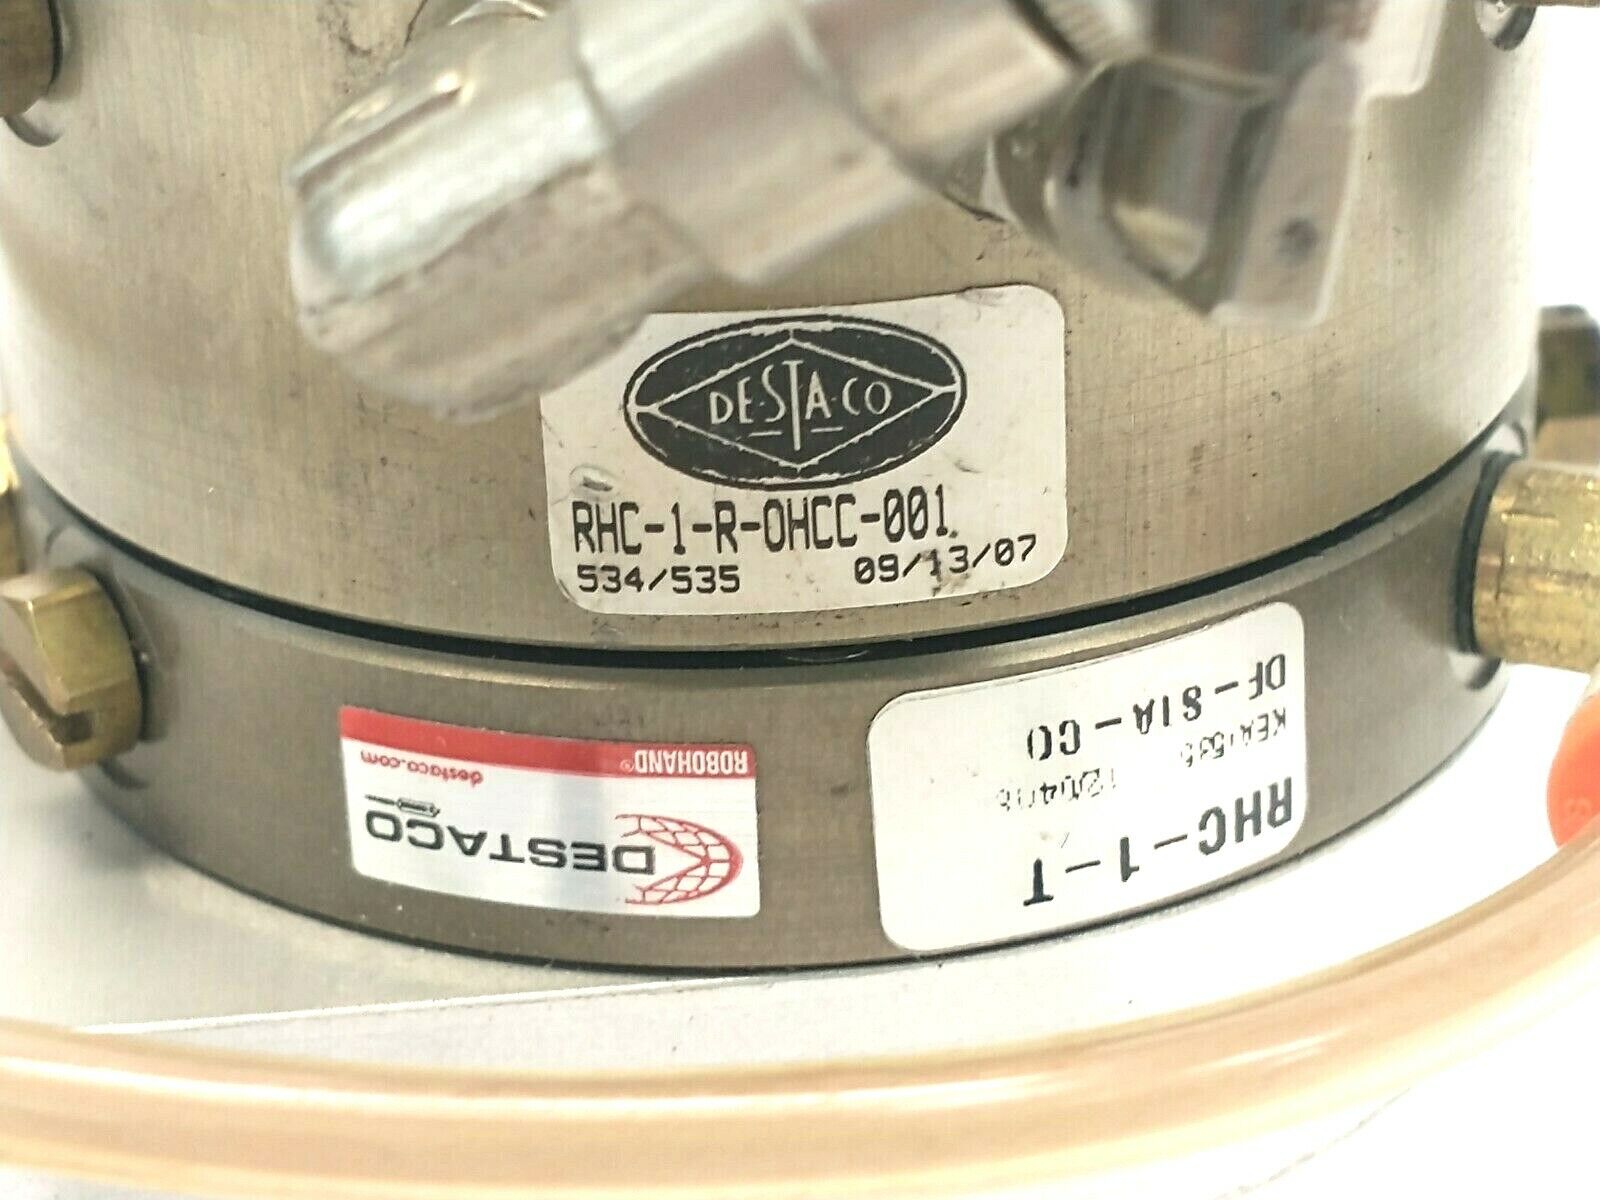 DE-STA-CO
RHC-1-R-OHCC-001
534/535 09/13/07
DESTACO
destaco.com ROBOHAND®
RHC-1-T
DF-SIA-CO